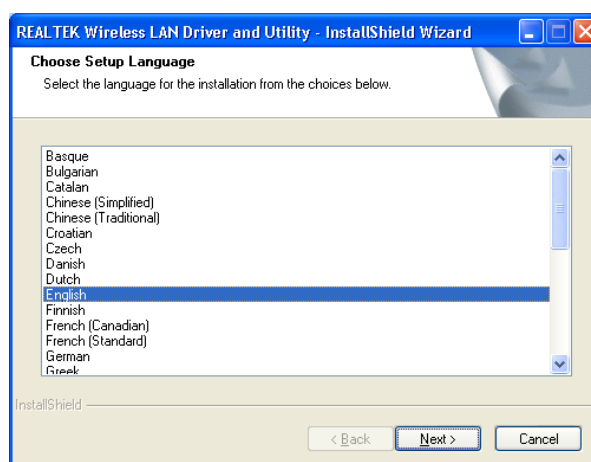 REALTEK Wireless LAN Driver and Utility - InstallShield Wizard
Choose Setup Language
Select the language for the installation from the choices below.
Basque
Bulgarian
Catalan
Chinese (Simplified)
Chinese (Traditional)
Croatian
Czech
Danish
Dutch
English
Finnish
French (Canadian)
French (Standard)
German
Greek
InstallShield
< Back
Next >
Cancel